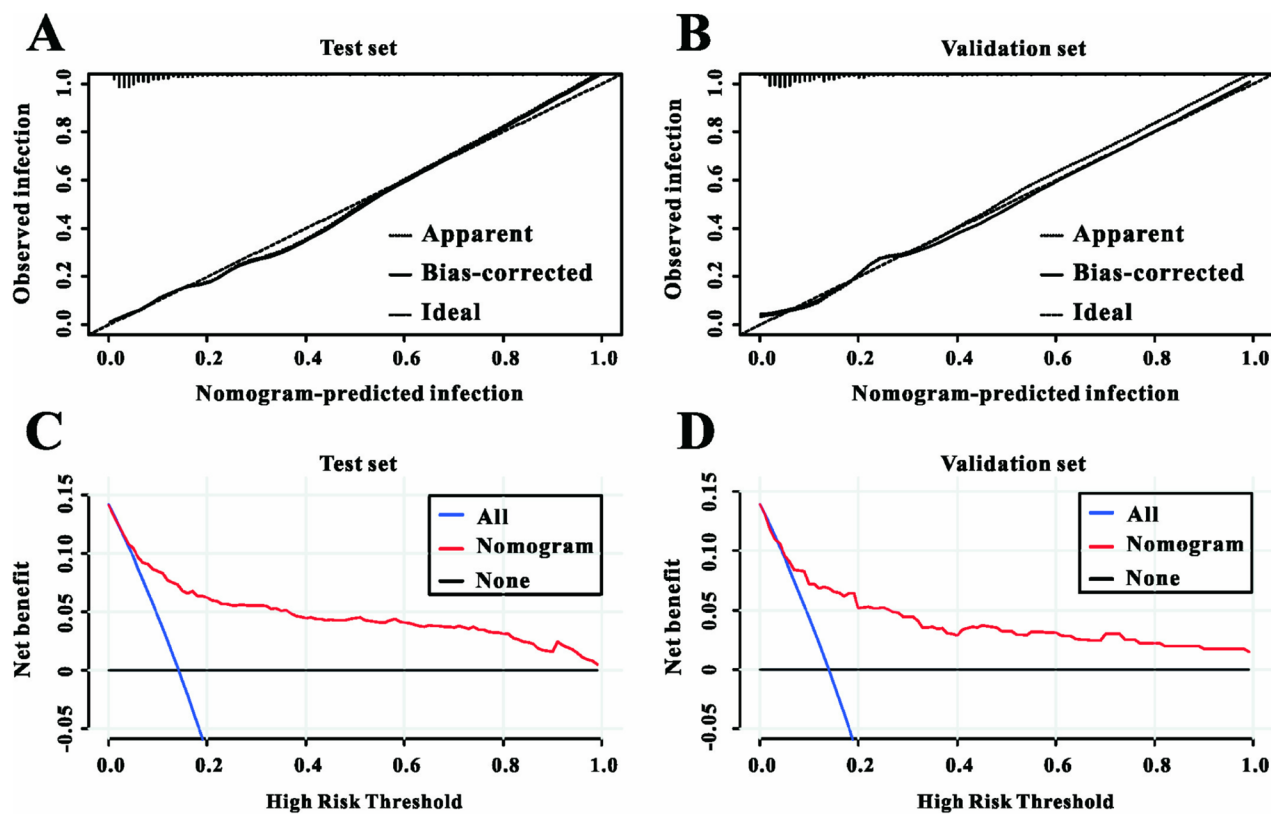 A
Test set
Observed infection
1.0
0.8
0.6
0.4
0.2
0.0
Apparent
Bias-corrected
Ideal
0.0 0.2 0.4 0.6 0.8 1.0
Nomogram-predicted infection
B
Validation set
Observed infection
1.0
0.8
0.6
0.4
0.2
0.0
Apparent
Bias-corrected
Ideal
0.0 0.2 0.4 0.6 0.8 1.0
Nomogram-predicted infection
C
Test set
Net benefit
0.15
0.10
0.05
0
-0.05
All
Nomogram
None
0.0 0.2 0.4 0.6 0.8 1.0
High Risk Threshold
D
Validation set
Net benefit
0.15
0.10
0.05
0
-0.05
All
Nomogram
None
0.0 0.2 0.4 0.6 0.8 1.0
High Risk Threshold